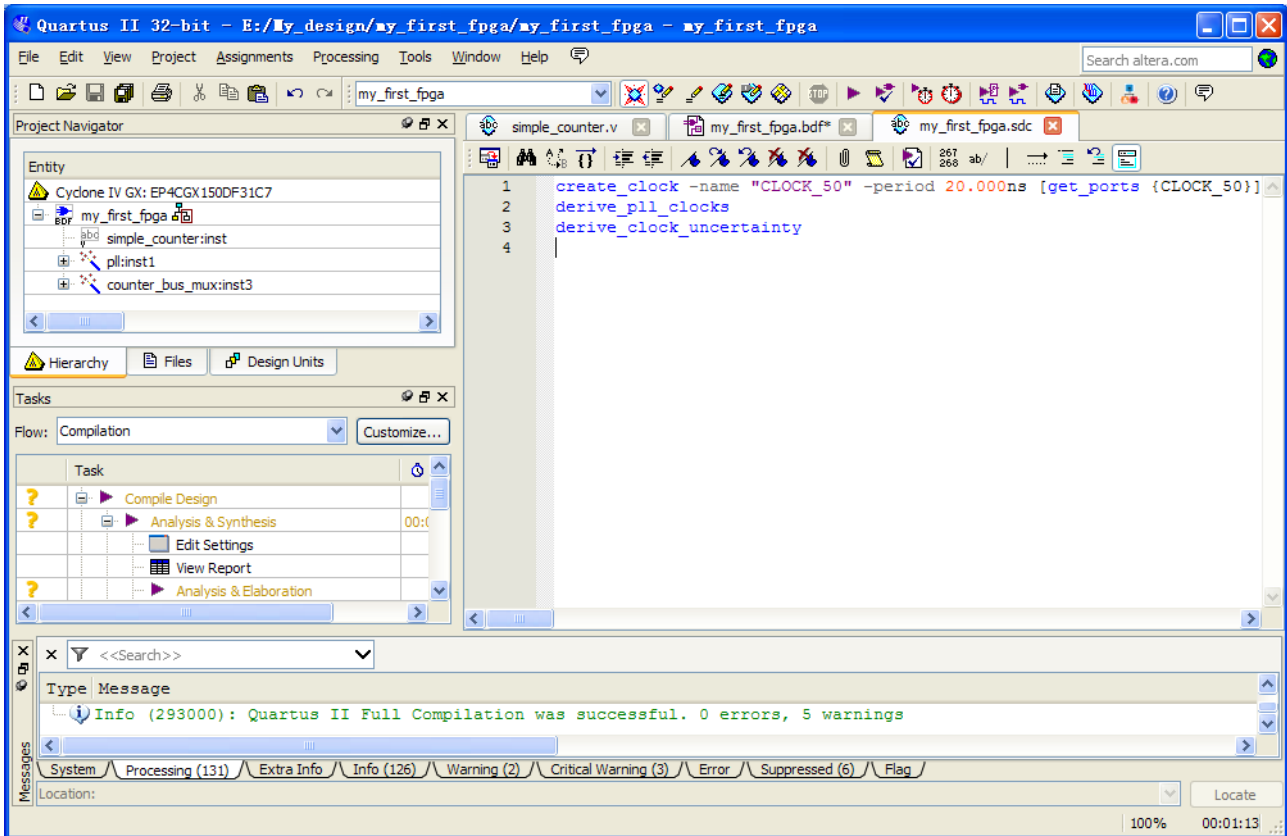 Quartus II 32-bit - E:/My_design/my_first_fpga/my_first_fpga - my_first_fpga
File Edit View Project Assignments Processing Tools Window Help
Search altera.com
my_first_fpga
STOP
Project Navigator
simple_counter.v my_first_fpga.bdf* my_first_fpga.sdc
Entity
Cyclone IV GX: EP4CGX150DF31C7
my_first_fpga
simple_counter:inst
pll:inst1
counter_bus_mux:inst3
Hierarchy Files Design Units
267
268 ab/
1 create_clock -name "CLOCK_50" -period 20.000ns [get_ports {CLOCK_50}]
2 derive_pll_clocks
3 derive_clock_uncertainty
4
Tasks
Flow: Compilation Customize...
Task
Compile Design
Analysis & Synthesis 00:0
Edit Settings
View Report
Analysis & Elaboration
<<Search>>
Type Message
Info (293000): Quartus II Full Compilation was successful. 0 errors, 5 warnings
System Processing (131) Extra Info Info (126) Warning (2) Critical Warning (3) Error Suppressed (6) Flag
Messages
Location: Locate
100% 00:01:13